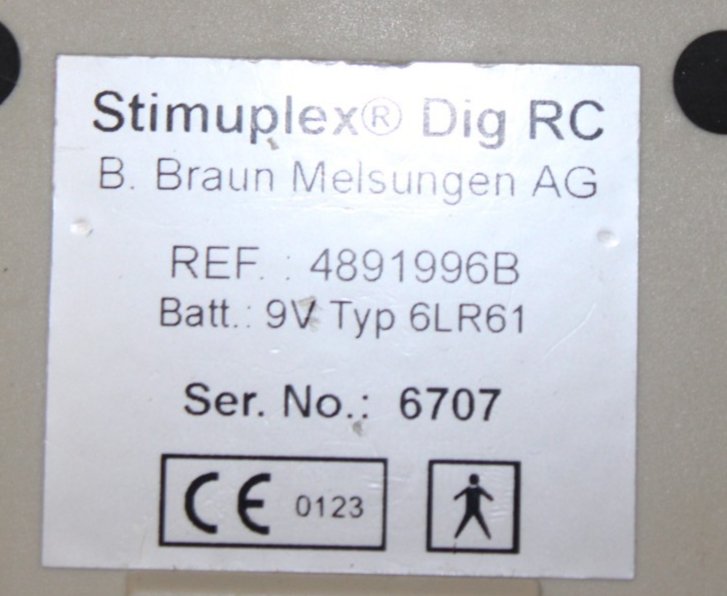 Stimuplex® Dig RC
B. Braun Melsungen AG
REF. : 4891996B
Batt.: 9V Typ 6LR61
Ser. No.: 6707
CE 0123